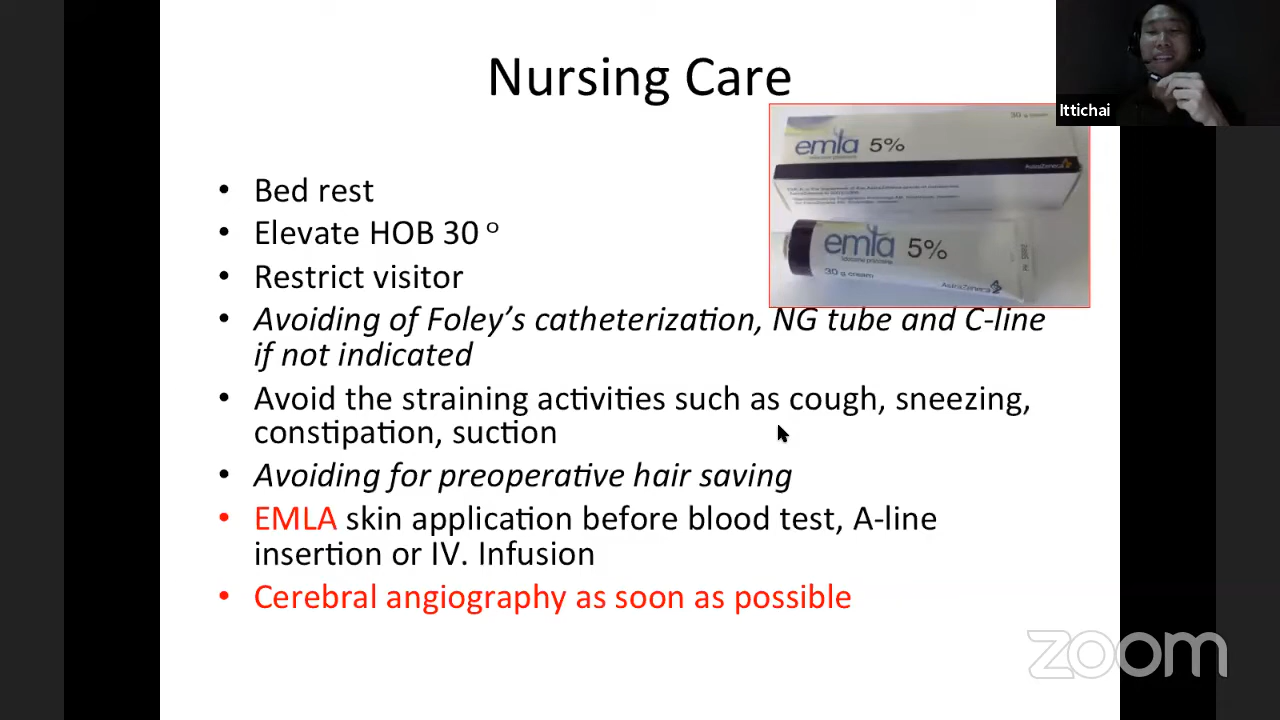 Nursing Care
Ittichai
30 g cream
emla 5%
AstraZeneca
emla 5%
30 g cream
AstraZeneca
• Bed rest
• Elevate HOB 30 º
• Restrict visitor
• Avoiding of Foley’s catheterization, NG tube and C-line
if not indicated
• Avoid the straining activities such as cough, sneezing,
constipation, suction
• Avoiding for preoperative hair saving
• EMLA skin application before blood test, A-line
insertion or IV. Infusion
• Cerebral angiography as soon as possible
zoom